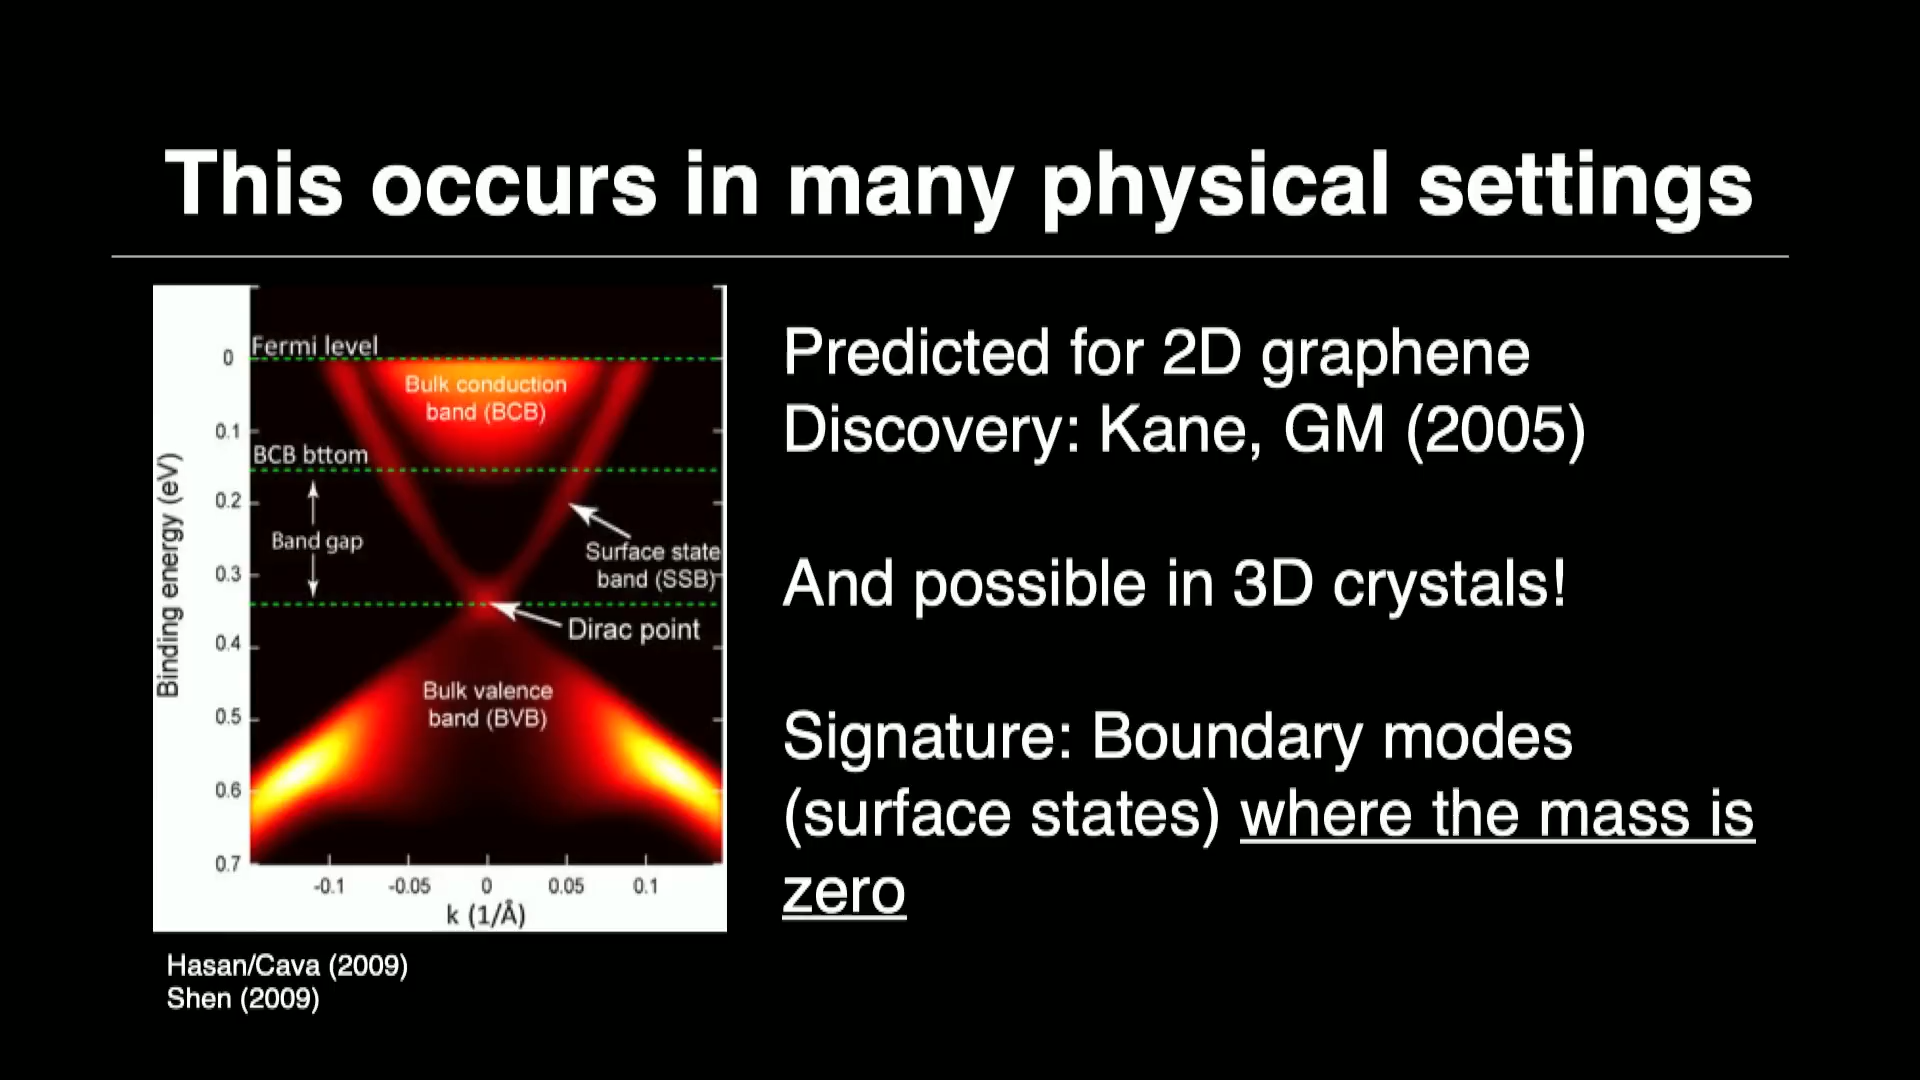 This occurs in many physical settings
Fermi level
0
Bulk conduction
band (BCB)
0.1
BCB bttom
0.2
Band gap
Surface state
band (SSB)
0.3
Dirac point
0.4
Bulk valence
band (BVB)
0.5
0.6
0.7
-0.1 -0.05 0 0.05 0.1
k (1/Å)
Binding energy (eV)
Hasan/Cava (2009)
Shen (2009)
Predicted for 2D graphene
Discovery: Kane, GM (2005)
And possible in 3D crystals!
Signature: Boundary modes
(surface states) where the mass is
zero